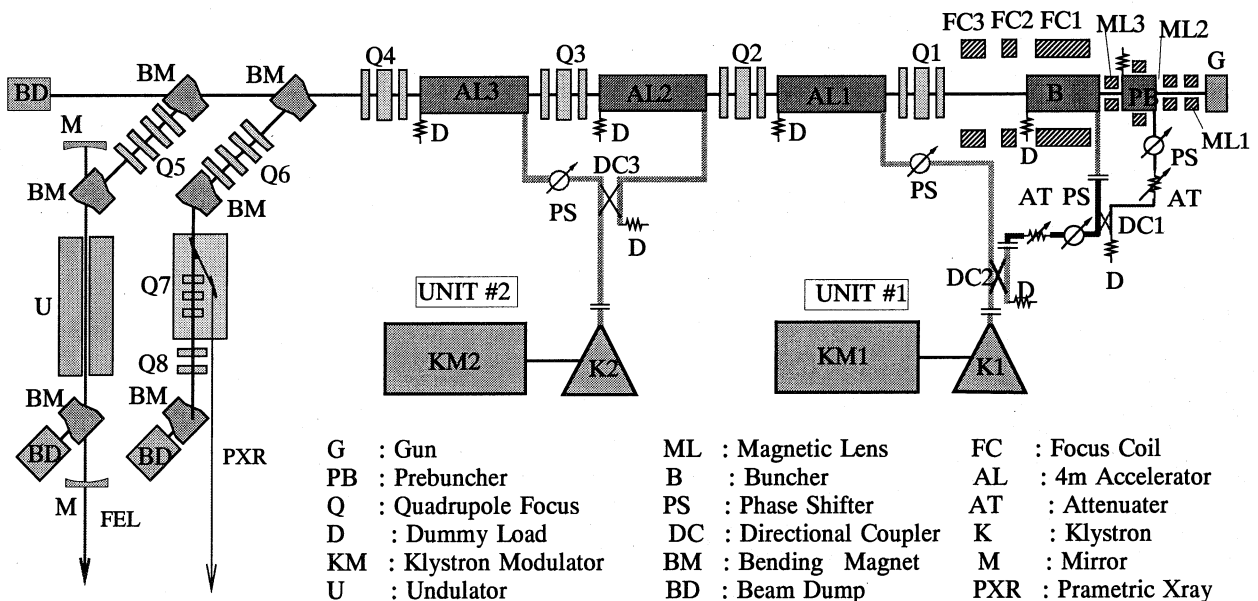 FC3 FC2 FC1 ML3 ML2 G
Q4 Q3 Q2 Q1
BM BM
BD AL3 AL2 AL1 B PB
M D D D D ML1
Q5 Q6 DC3 PS
BM BM PS PS AT PS AT
D DC1
DC2 D D
UNIT #2 UNIT #1
U Q7
KM2 K2 KM1 K1
Q8
BM BM
BD BD PXR
M FEL
G : Gun ML : Magnetic Lens FC : Focus Coil
PB : Prebuncher B : Buncher AL : 4m Accelerator
Q : Quadrupole Focus PS : Phase Shifter AT : Attenuater
D : Dummy Load DC : Directional Coupler K : Klystron
KM : Klystron Modulator BM : Bending Magnet M : Mirror
U : Undulator BD : Beam Dump PXR : Prametric Xray